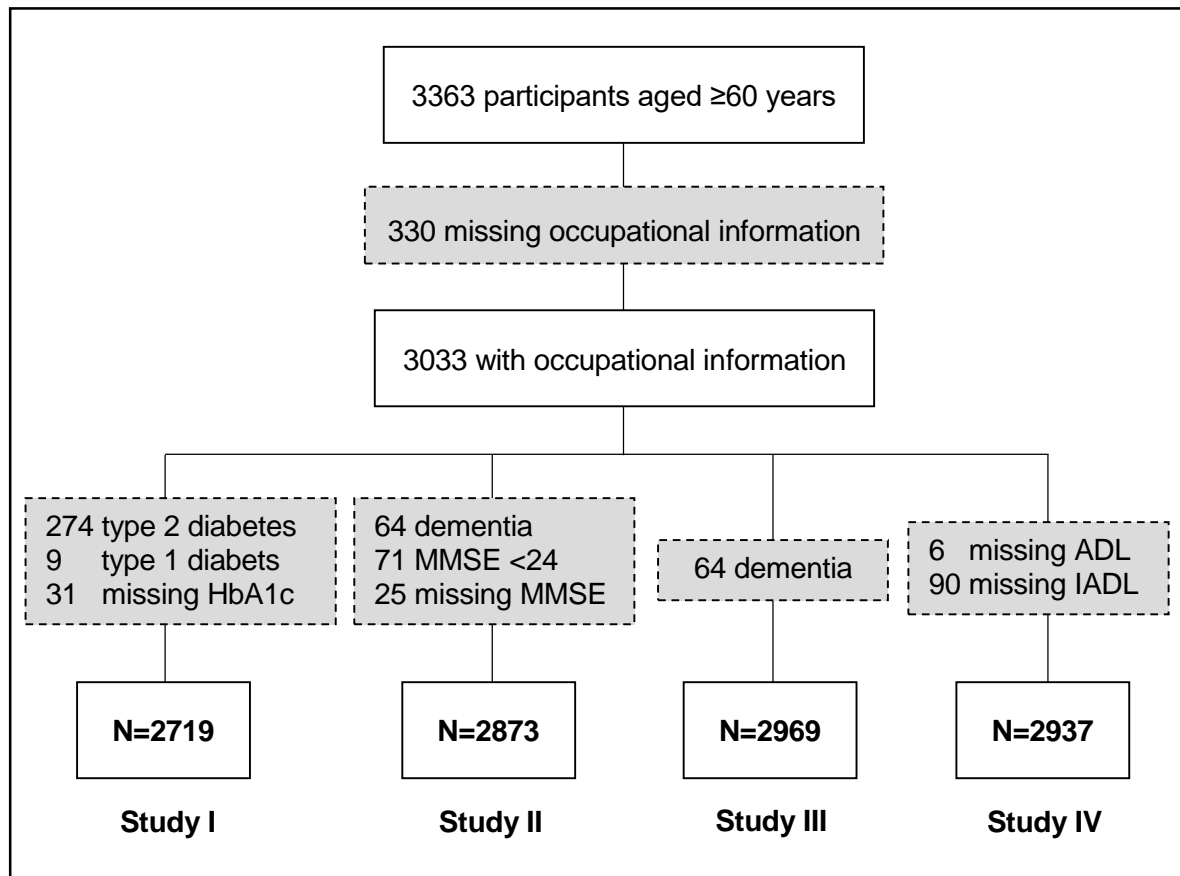 3363 participants aged ≥60 years
330 missing occupational information
3033 with occupational information
274 type 2 diabetes
9 type 1 diabets
31 missing HbA1c
64 dementia
71 MMSE <24
25 missing MMSE
64 dementia
6 missing ADL
90 missing IADL
N=2719
N=2873
N=2969
N=2937
Study I
Study II
Study III
Study IV